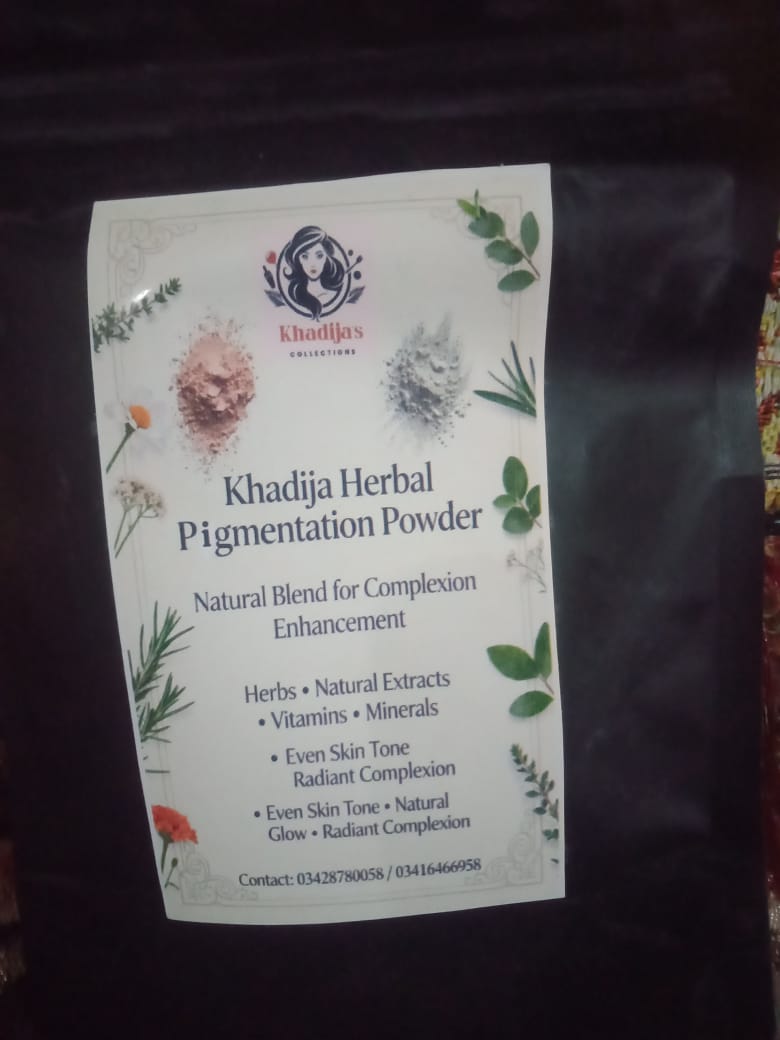 Khadija's
COLLECTIONS
Khadija Herbal
Pigmentation Powder
Natural Blend for Complexion
Enhancement
Herbs • Natural Extracts
• Vitamins • Minerals
• Even Skin Tone
Radiant Complexion
• Even Skin Tone • Natural
Glow • Radiant Complexion
Contact: 03428780058 / 03416466958